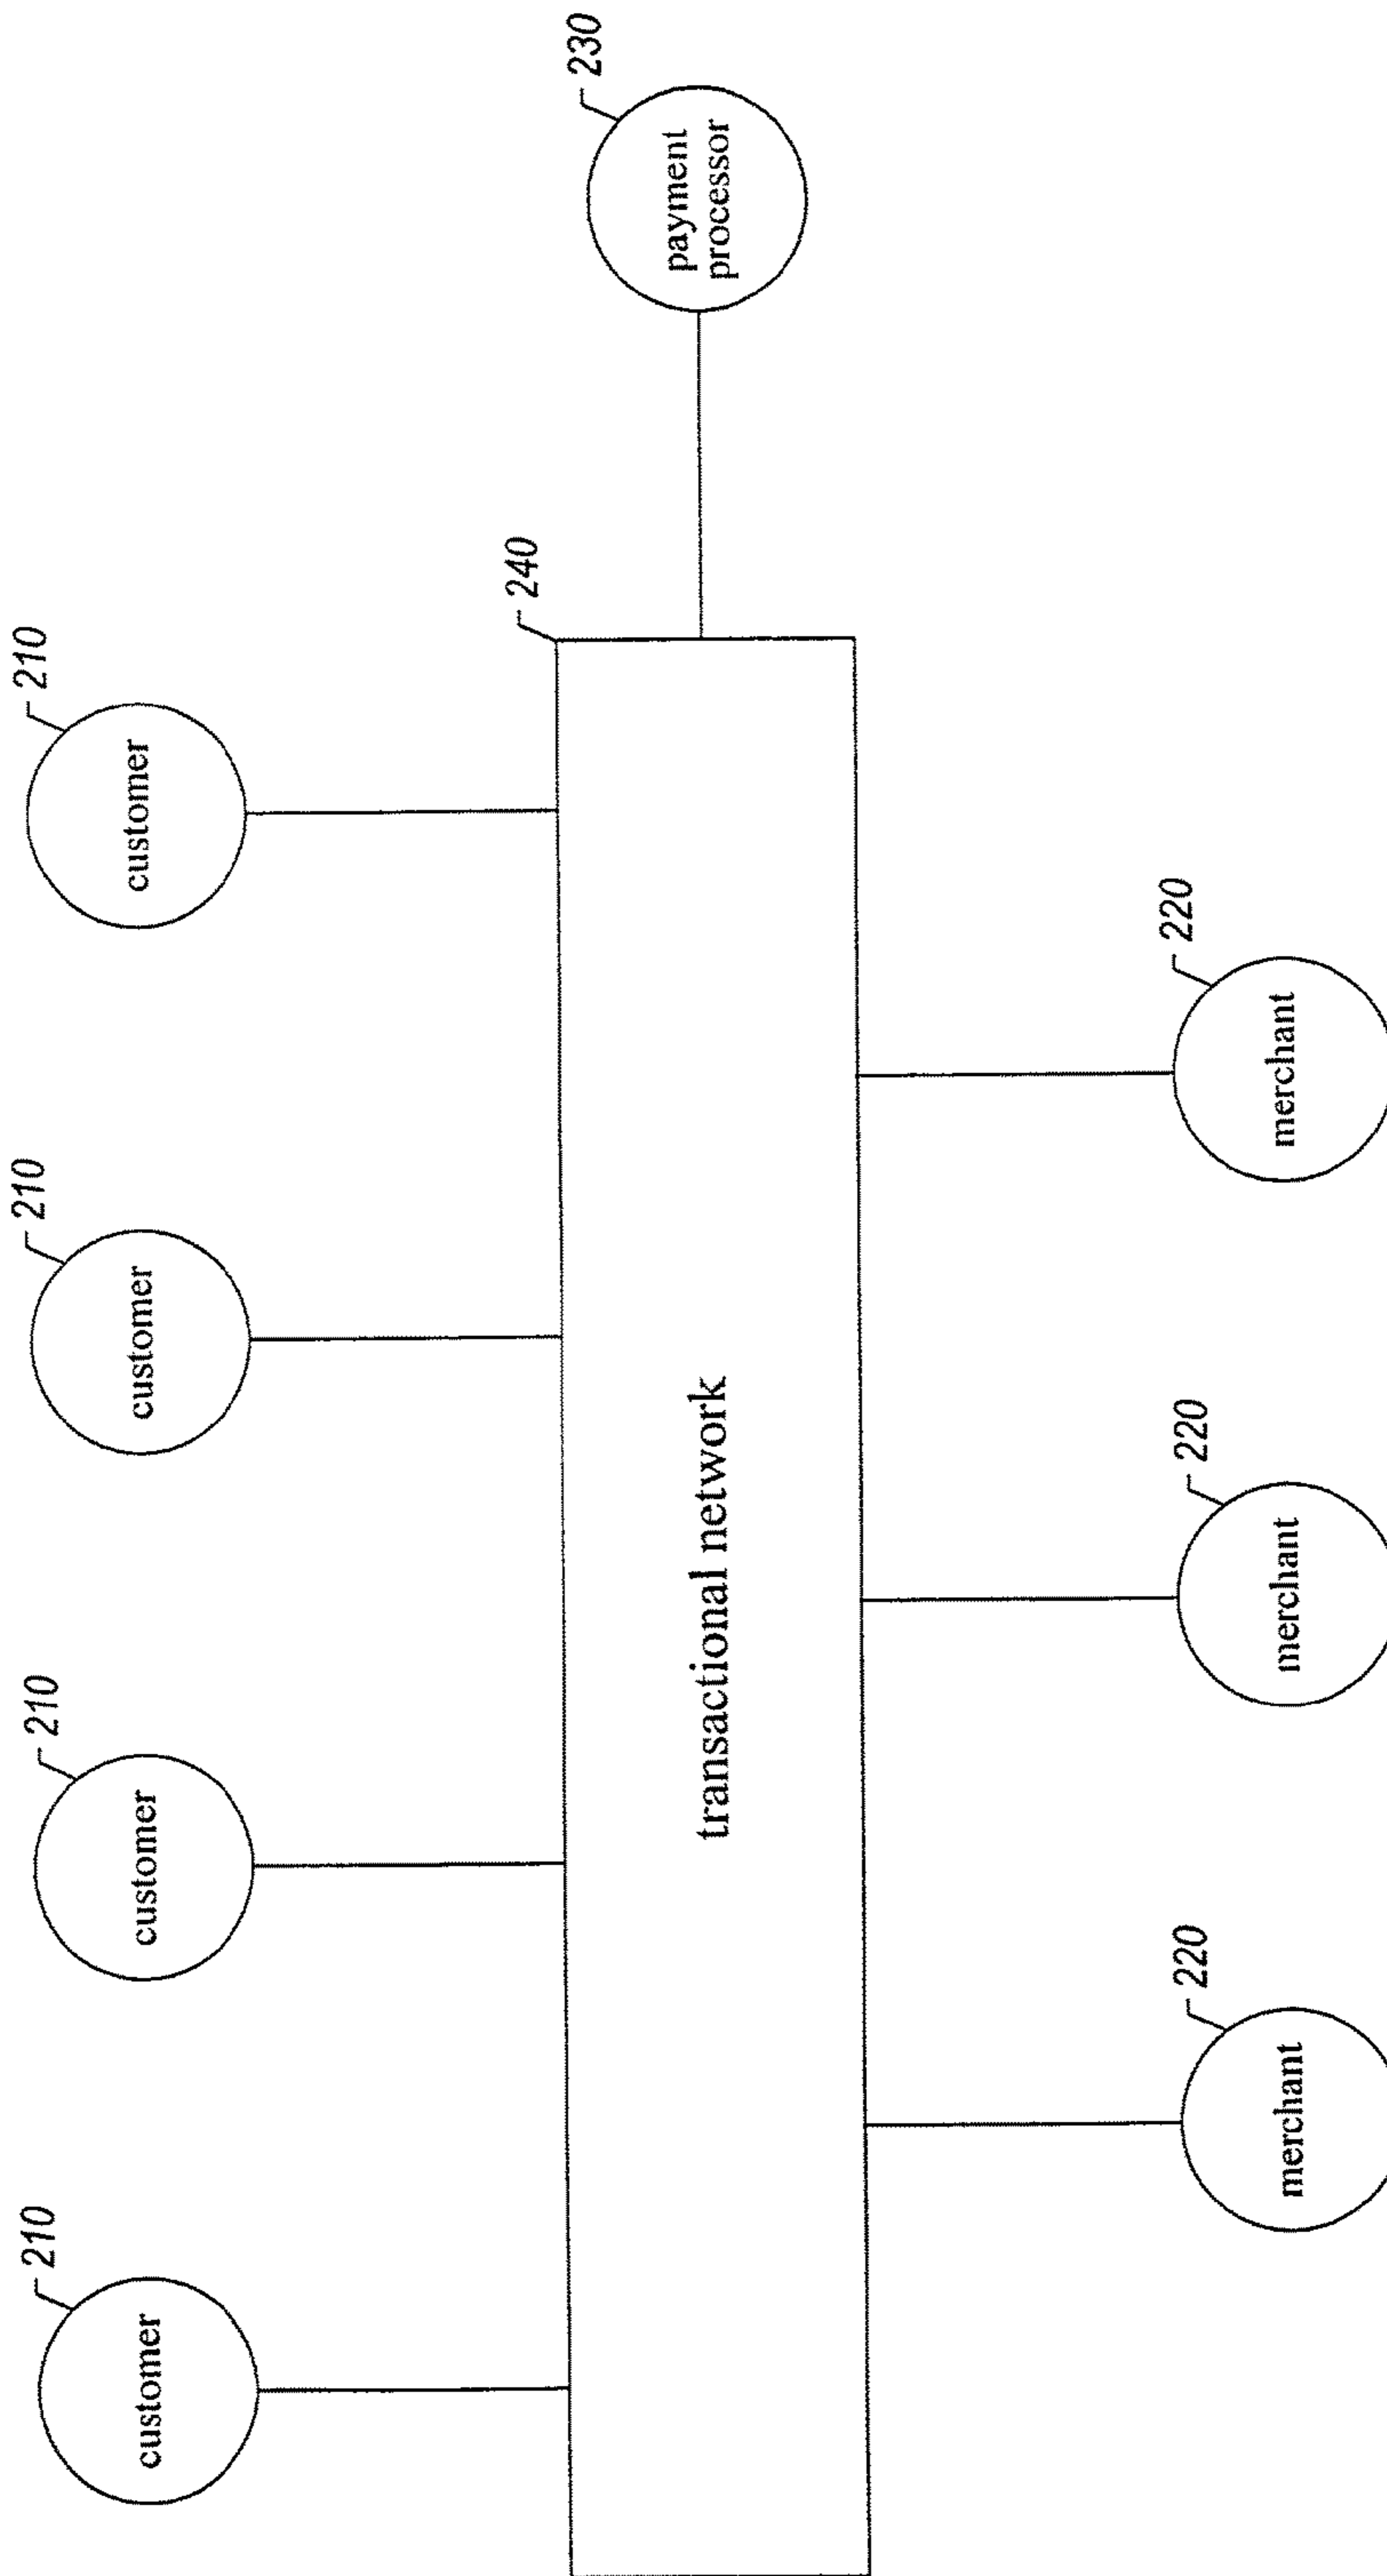 210
customer
210
customer
210
customer
210
customer
240
transactional network
230
payment
processor
220
merchant
220
merchant
220
merchant